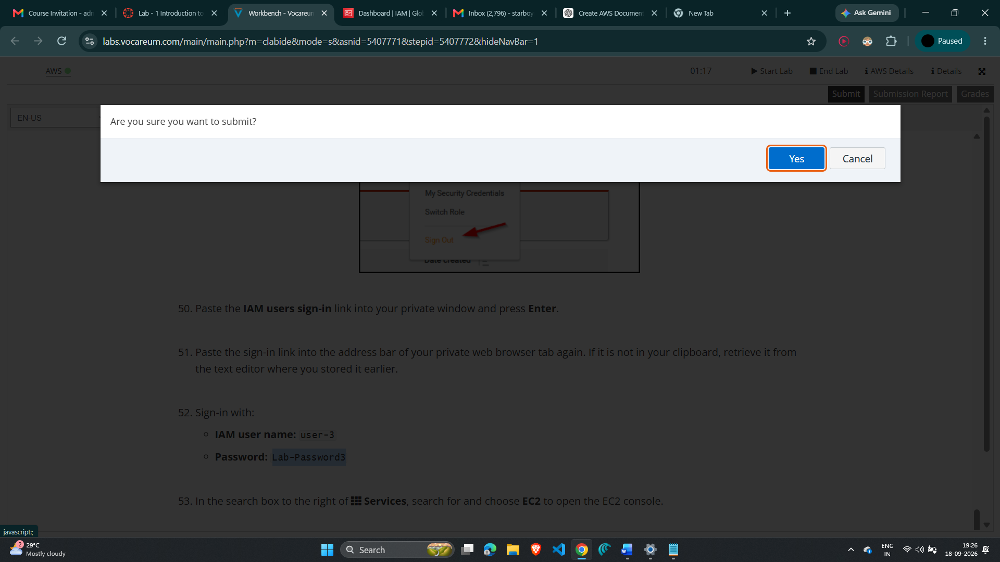 Course Invitation - adn
Lab - 1 Introduction to
Workbench - Vocareum
Dashboard | IAM | Glo
Inbox (2,796) - starboy
Create AWS Document
New Tab
Ask Gemini
labs.vocareum.com/main/main.php?m=clabide&mode=s&asnid=5407771&stepid=5407772&hideNavBar=1
Paused
AWS
01:17
Start Lab
End Lab
AWS Details
Details
Submit
Submission Report
Grades
EN-US
Are you sure you want to submit?
Yes
Cancel
My Security Credentials
Switch Role
Sign Out
Date created
50. Paste the IAM users sign-in link into your private window and press Enter.
51. Paste the sign-in link into the address bar of your private web browser tab again. If it is not in your clipboard, retrieve it from
the text editor where you stored it earlier.
52. Sign-in with:
IAM user name: user-3
Password: Lab-Password3
53. In the search box to the right of Services, search for and choose EC2 to open the EC2 console.
javascript:;
2
29°C
Mostly cloudy
Search
ENG
IN
19:26
18-09-2026